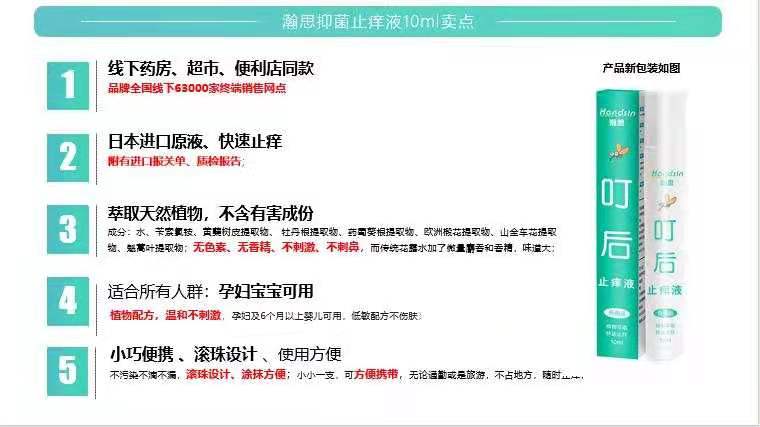 瀚思抑菌止痒液10ml卖点
1
线下药房、超市、便利店同款
品牌全国线下63000家终端销售网点
产品新包装如图
2
日本进口原液、快速止痒
附有进口报关单、质检报告;
3
萃取天然植物，不含有害成份
成分：水、苄索氯铵、黄蘖树皮提取物、牡丹根提取物、药蜀葵根提取物、欧洲椴花提取物、山金车花提取
物、魁蒿叶提取物；无色素、无香精、不刺激、不刺鼻，而传统花露水加了微量麝香和香精，味道大；
4
适合所有人群：孕妇宝宝可用
植物配方，温和不刺激，孕妇及6个月以上婴儿可用，低敏配方不伤肤；
5
小巧便携、滚珠设计、使用方便
不污染不滴不漏，滚珠设计、涂抹方便；小小一支，可方便携带，无论通勤或是旅游，不占地方，随时止痒；
Handsin
瀚思
叮后
止痒液
10ml
Handsin
瀚思
叮后
止痒液
10ml